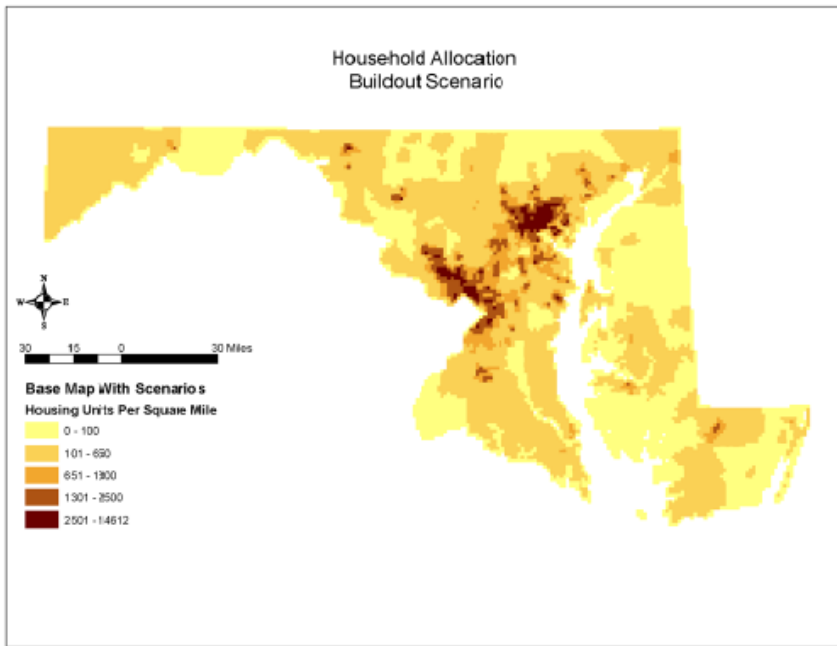 Household Allocation
Buildout Scenario
N
W E
S
30 15 0 30 Miles
Base Map With Scenarios
Housing Units Per Square Mile
0 - 100
101 - 650
651 - 1300
1301 - 2500
2501 - 14612